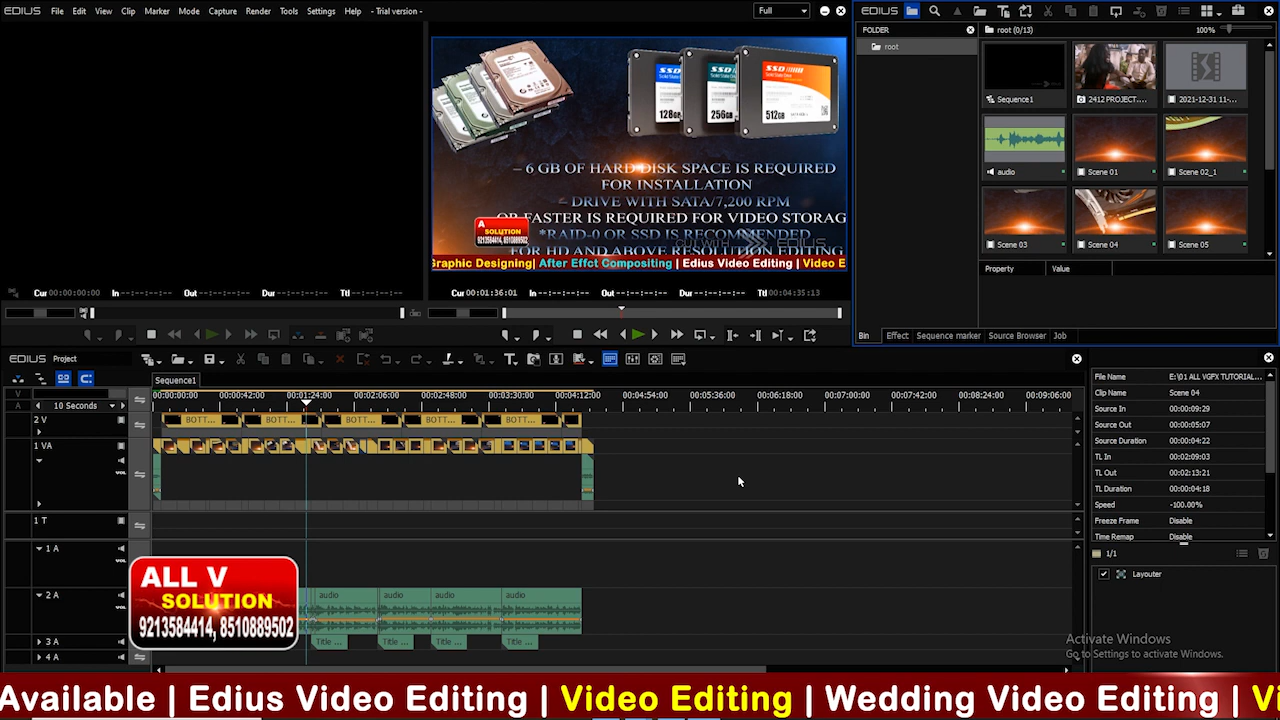 EDIUS File Edit View Clip Marker Mode Capture Render Tools Settings Help - Trial version -
Full
EDIUS
FOLDER
root
root (0/13)
100%
Sequence1
2412 PROJECT....
2021-12-31 11-...
audio
Scene 01
Scene 02_1
Scene 03
Scene 04
Scene 05
Property Value
Bin Effect Sequence marker Source Browser Job
SSD
Solid State Drive
128GB
256GB
512GB
– 6 GB OF HARD DISK SPACE IS REQUIRED
FOR INSTALLATION
– DRIVE WITH SATA/7,200 RPM
OR FASTER IS REQUIRED FOR VIDEO STORAG
*RAID-0 OR SSD IS RECOMMENDED
FOR HD AND ABOVE RESOLUTION EDITING
A
SOLUTION
9213584414, 8510889502
EDIUS
Graphic Designing| After Effct Compositing | Edius Video Editing | Video E
Cur 00:00:00:00 In --:--:--:-- Out --:--:--:-- Dur --:--:--:-- Ttl --:--:--:--
Cur 00:01:36:01 In --:--:--:-- Out --:--:--:-- Dur --:--:--:-- Ttl 00:04:35:13
EDIUS Project
Sequence1
V
A
10 Seconds
00:00:00:00 00:00:42:00 00:01:24:00 00:02:06:00 00:02:48:00 00:03:30:00 00:04:12:00 00:04:54:00 00:05:36:00 00:06:18:00 00:07:00:00 00:07:42:00 00:08:24:00 00:09:06:00
2 V
BOTT... BOTT... BOTT... BOTT... BOTT...
1 VA
VOL
1 T
1 A
VOL
2 A
VOL
audio audio audio audio
3 A
Title ... Title ... Title ... Title ...
4 A
File Name E:\01 ALL VGFX TUTORIAL...
Clip Name Scene 04
Source In 00:00:09:29
Source Out 00:00:05:07
Source Duration 00:00:04:22
TL In 00:02:09:03
TL Out 00:02:13:21
TL Duration 00:00:04:18
Speed -100.00%
Freeze Frame Disable
Time Remap Disable
1/1
Layouter
ALL V
SOLUTION
9213584414, 8510889502
Activate Windows
Go to Settings to activate Windows.
Available | Edius Video Editing | Video Editing | Wedding Video Editing | Vi